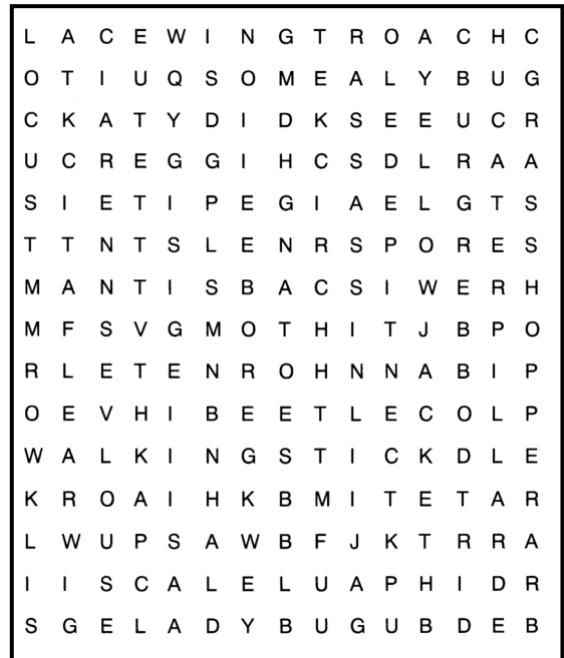 L A C E W I N G T R O A C H C
O T I U Q S O M E A L Y B U G
C K A T Y D I D K S E E U C R
U C R E G G I H C S D L R A A
S I E T I P E G I A E L G T S
T T N T S L E N R S P O R E S
M A N T I S B A C S I W E R H
M F S V G M O T H I T J B P O
R L E T E N R O H N N A B I P
O E V H I B E E T L E C O L P
W A L K I N G S T I C K D L E
K R O A I H K B M I T E T A R
L W U P S A W B F J K T R R A
I I S C A L E L U A P H I D R
S G E L A D Y B U G U B D E B